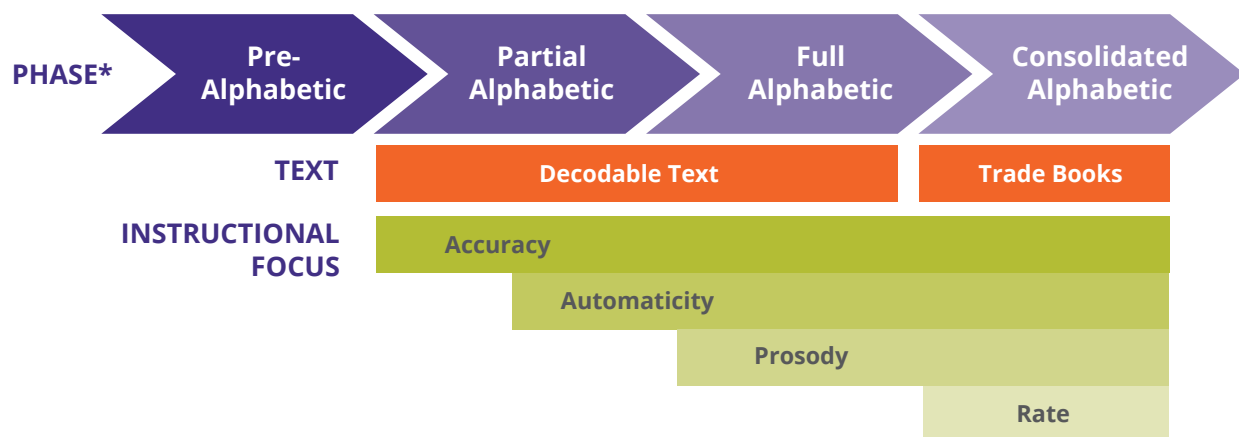 PHASE*
Pre-
Alphabetic
Partial
Alphabetic
Full
Alphabetic
Consolidated
Alphabetic
TEXT
Decodable Text
Trade Books
INSTRUCTIONAL
FOCUS
Accuracy
Automaticity
Prosody
Rate